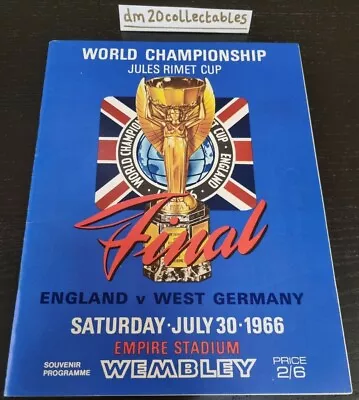 dm20collectables
WORLD CHAMPIONSHIP
JULES RIMET CUP
WORLD CHAMPIONSHIP
CUP · ENGLAND
Final
ENGLAND v WEST GERMANY
SATURDAY · JULY 30 · 1966
EMPIRE STADIUM
SOUVENIR
PROGRAMME
WEMBLEY
PRICE
2/6